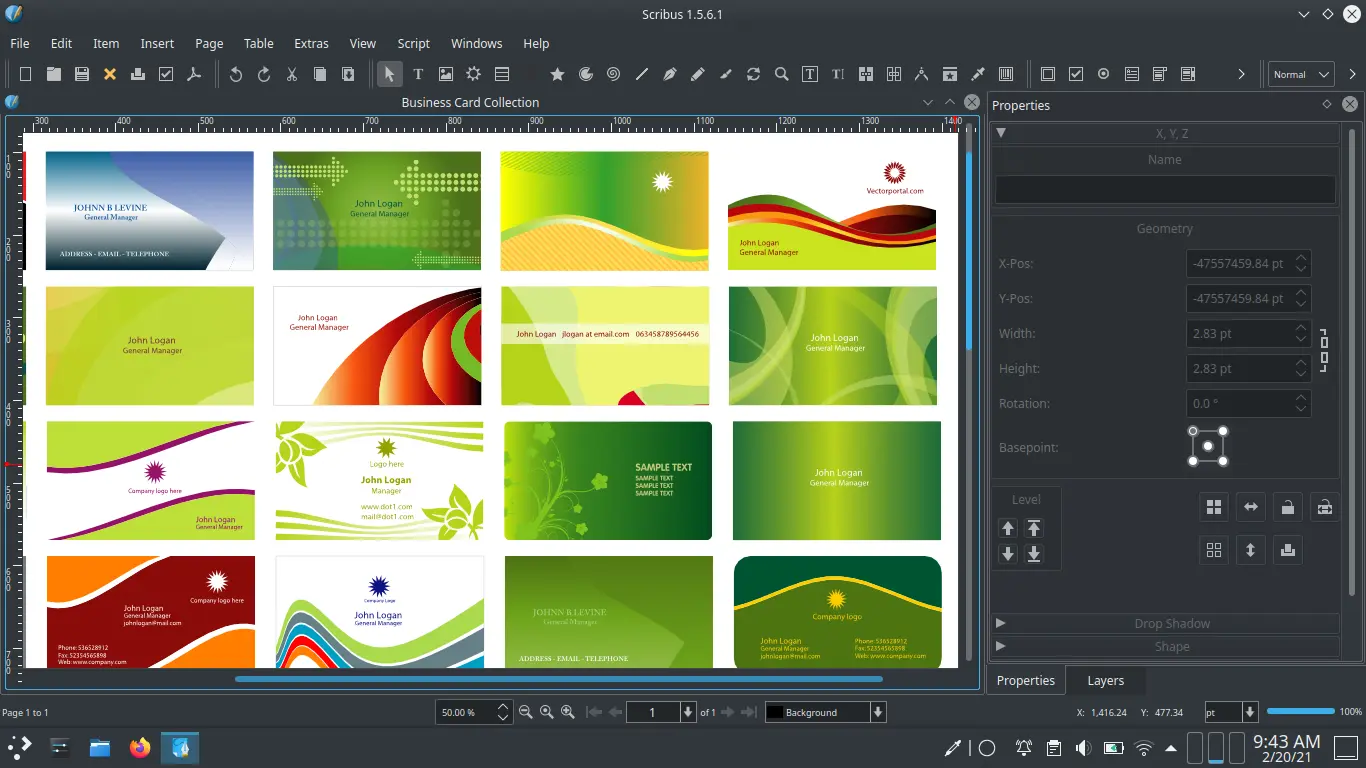 Scribus 1.5.6.1
File Edit Item Insert Page Table Extras View Script Windows Help
Normal
Business Card Collection
Properties
300 400 500 600 700 800 900 1000 1100 1200 1300 1400
X, Y, Z
Name
Geometry
X-Pos: -47557459.84 pt
Y-Pos: -47557459.84 pt
Width: 2.83 pt
Height: 2.83 pt
Rotation: 0.0 °
Basepoint:
Level
Drop Shadow
Shape
Properties Layers
100
200
300
400
500
600
700
JOHNN B LEVINE
General Manager
ADDRESS - EMAIL - TELEPHONE
John Logan
General Manager
Vectorportal.com
John Logan
General Manager
John Logan
General Manager
John Logan
General Manager
John Logan jlogan at email.com 063458789564456
John Logan
General Manager
Company logo here
John Logan
General Manager
Logo here
John Logan
Manager
www.dot1.com
mail@dot1.com
SAMPLE TEXT
SAMPLE TEXT
SAMPLE TEXT
SAMPLE TEXT
John Logan
General Manager
Company logo here
John Logan
General Manager
johnlogan@mail.com
Phone: 536528912
Fax: 52354565898
Web: www.company.com
Company Logo
John Logan
General Manager
JOHNN B LEVINE
General Manager
ADDRESS - EMAIL - TELEPHONE
Company logo
John Logan
General Manager
johnlogan@mail.com
Phone: 536528912
Fax: 52354565898
Web: www.company.com
Page 1 to 1
50.00 %
1 of 1
Background
X: 1,416.24 Y: 477.34
pt
100%
9:43 AM
2/20/21